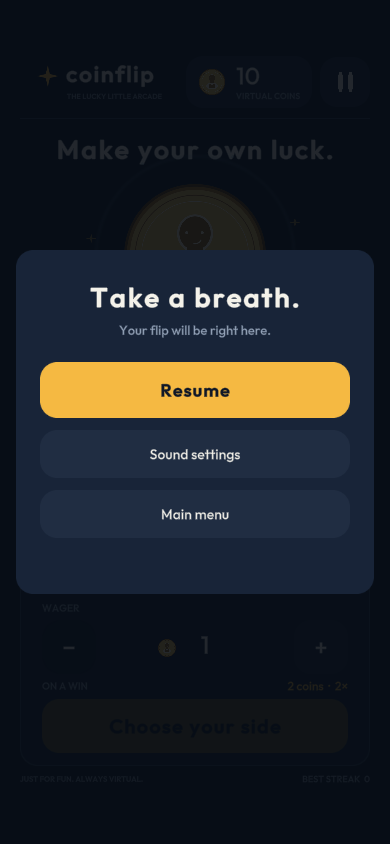 coinflip
THE LUCKY LITTLE ARCADE
10
VIRTUAL COINS
Make your own luck.
Take a breath.
Your flip will be right here.
Resume
Sound settings
Main menu
WAGER
− 1 +
ON A WIN 2 coins · 2×
Choose your side
JUST FOR FUN. ALWAYS VIRTUAL.
BEST STREAK 0